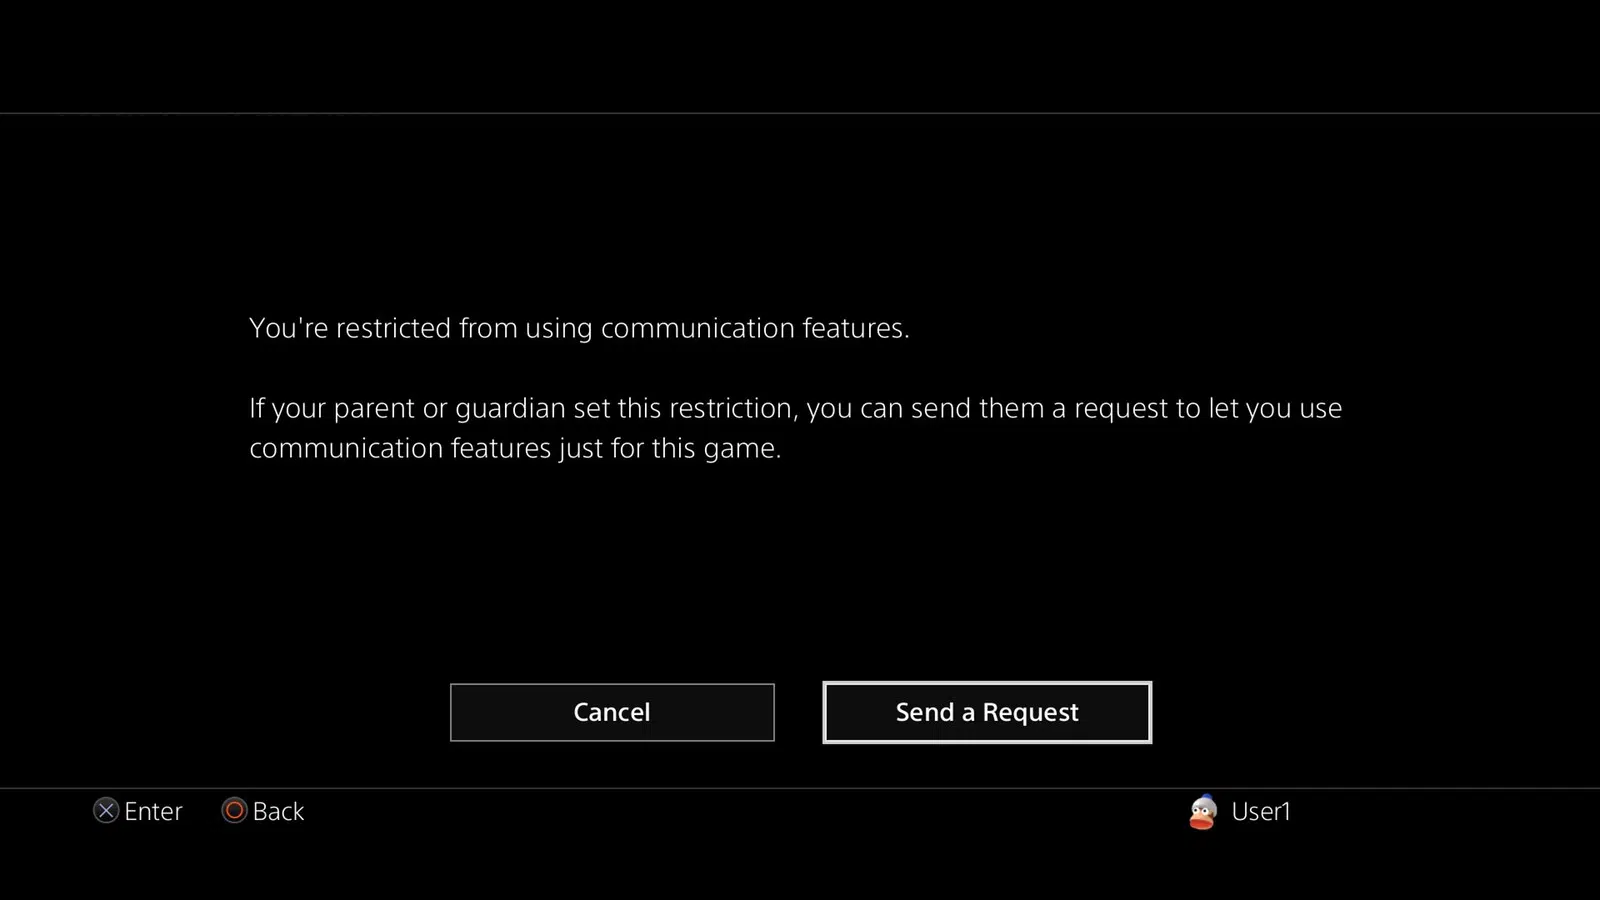 You're restricted from using communication features.
If your parent or guardian set this restriction, you can send them a request to let you use
communication features just for this game.
Cancel
Send a Request
Enter
Back
User1